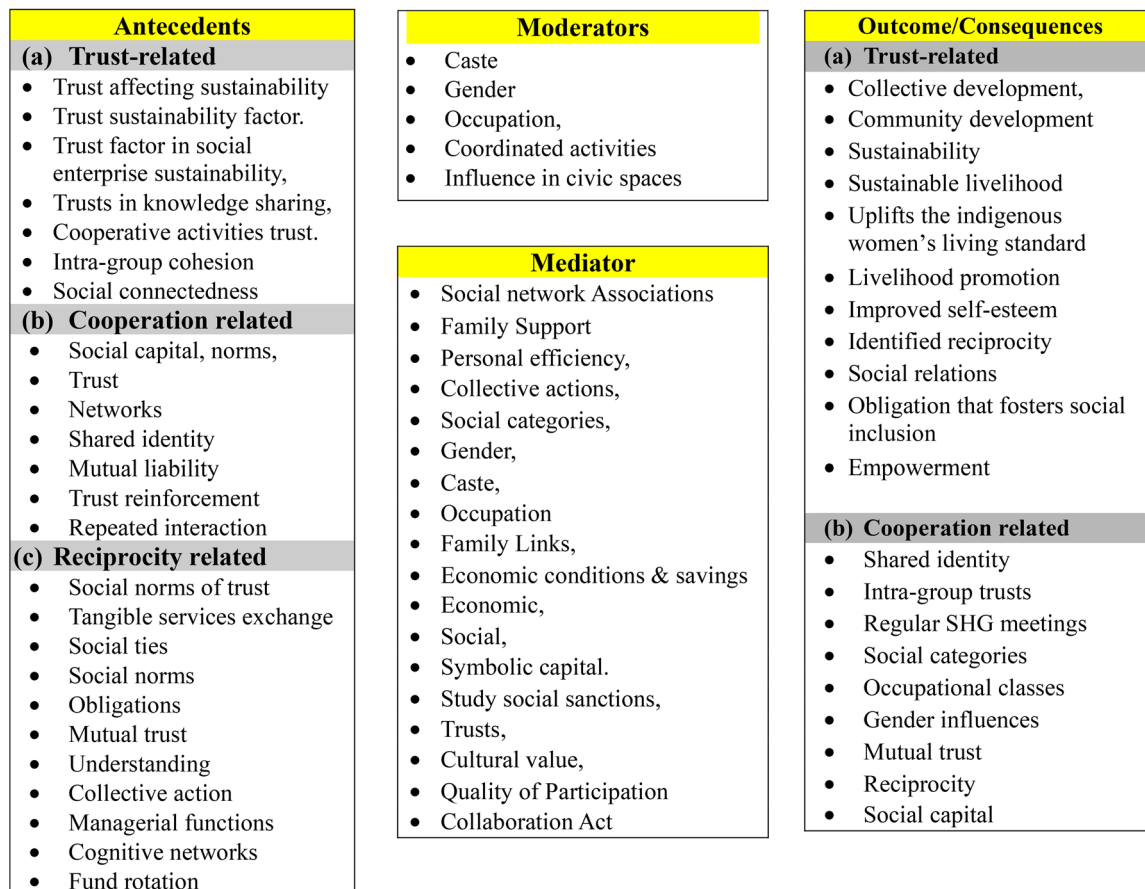 Antecedents
(a) Trust-related
• Trust affecting sustainability
• Trust sustainability factor.
• Trust factor in social
enterprise sustainability,
• Trusts in knowledge sharing,
• Cooperative activities trust.
• Intra-group cohesion
• Social connectedness
(b) Cooperation related
• Social capital, norms,
• Trust
• Networks
• Shared identity
• Mutual liability
• Trust reinforcement
• Repeated interaction
(c) Reciprocity related
• Social norms of trust
• Tangible services exchange
• Social ties
• Social norms
• Obligations
• Mutual trust
• Understanding
• Collective action
• Managerial functions
• Cognitive networks
• Fund rotation
Moderators
• Caste
• Gender
• Occupation,
• Coordinated activities
• Influence in civic spaces
Mediator
• Social network Associations
• Family Support
• Personal efficiency,
• Collective actions,
• Social categories,
• Gender,
• Caste,
• Occupation
• Family Links,
• Economic conditions & savings
• Economic,
• Social,
• Symbolic capital.
• Study social sanctions,
• Trusts,
• Cultural value,
• Quality of Participation
• Collaboration Act
Outcome/Consequences
(a) Trust-related
• Collective development,
• Community development
• Sustainability
• Sustainable livelihood
• Uplifts the indigenous
women's living standard
• Livelihood promotion
• Improved self-esteem
• Identified reciprocity
• Social relations
• Obligation that fosters social
inclusion
• Empowerment
(b) Cooperation related
• Shared identity
• Intra-group trusts
• Regular SHG meetings
• Social categories
• Occupational classes
• Gender influences
• Mutual trust
• Reciprocity
• Social capital